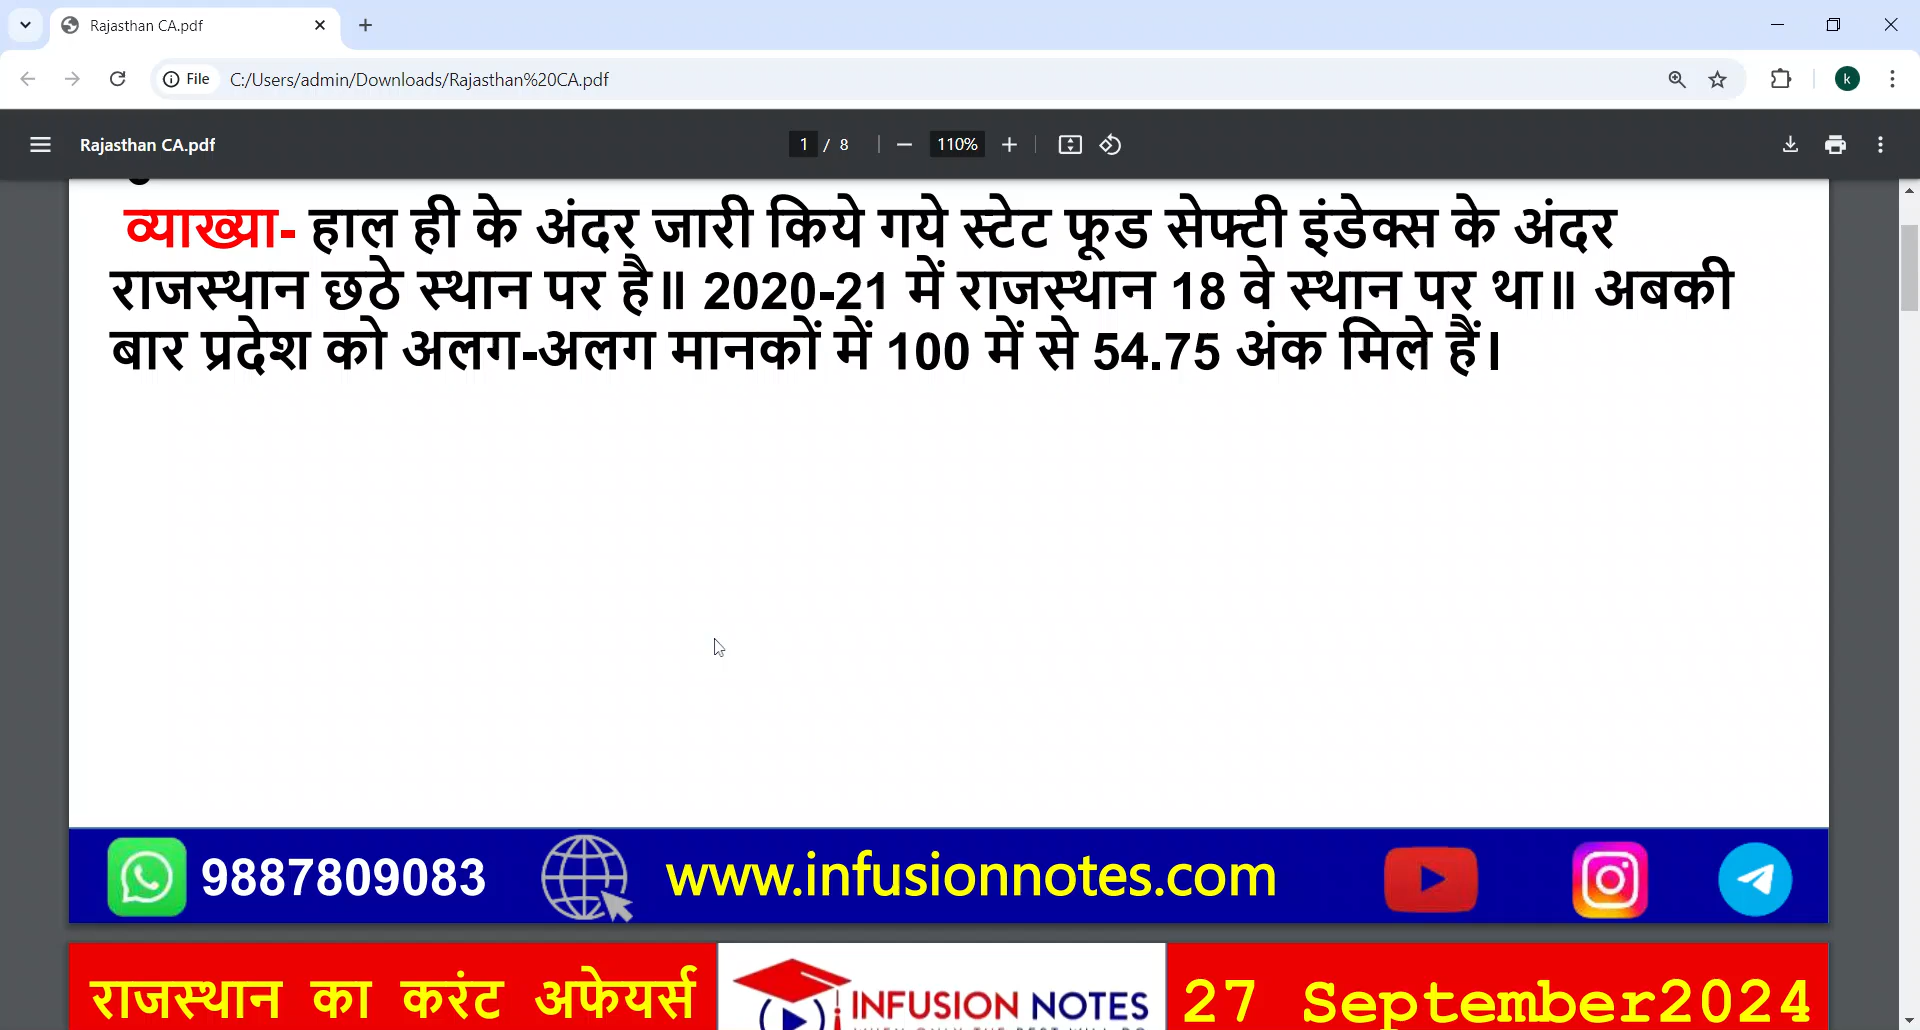 Rajasthan CA.pdf
File
C:/Users/admin/Downloads/Rajasthan%20CA.pdf
k
Rajasthan CA.pdf
1 / 8
110%
व्याख्या- हाल ही के अंदर जारी किये गये स्टेट फूड सेफ्टी इंडेक्स के अंदर
राजस्थान छठे स्थान पर है॥ 2020-21 में राजस्थान 18 वे स्थान पर था॥ अबकी
बार प्रदेश को अलग-अलग मानकों में 100 में से 54.75 अंक मिले हैं।
9887809083
www.infusionnotes.com
राजस्थान का करंट अफेयर्स
INFUSION NOTES
27 September2024